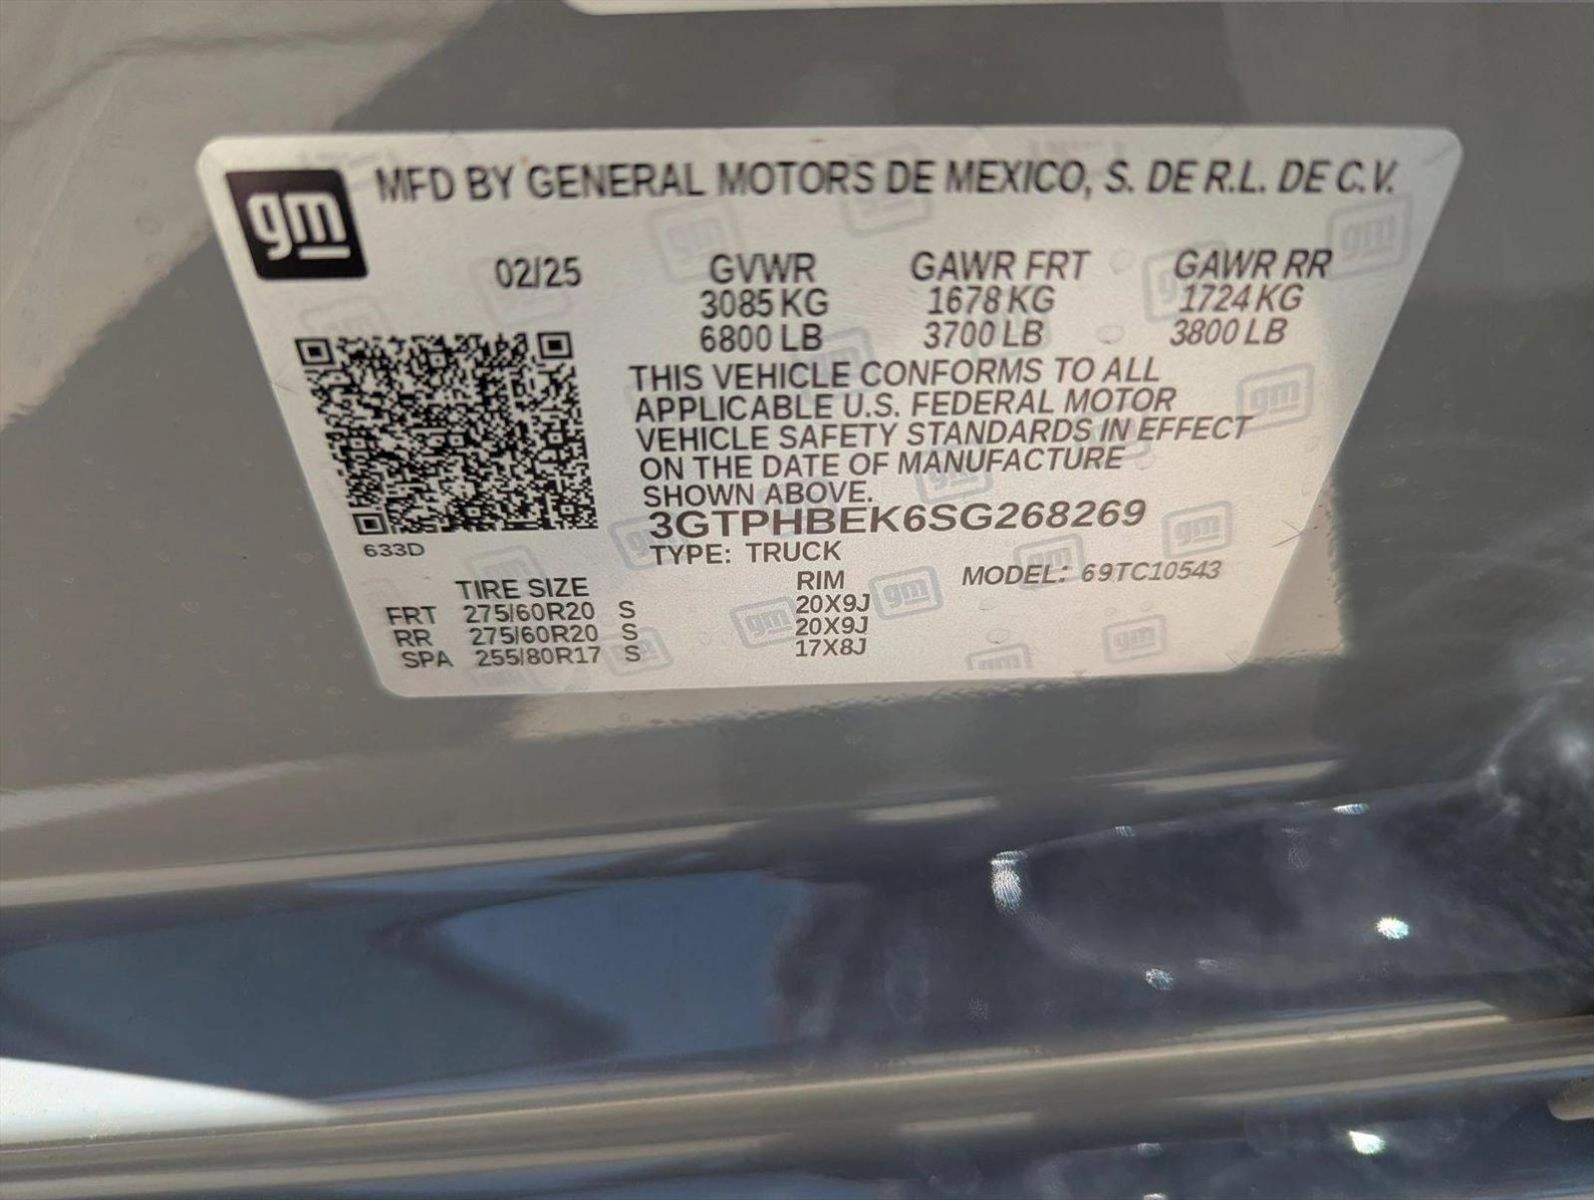 gm MFD BY GENERAL MOTORS DE MEXICO, S. DE R.L. DE C.V.
02/25 GVWR GAWR FRT GAWR RR
3085 KG 1678 KG 1724 KG
6800 LB 3700 LB 3800 LB
THIS VEHICLE CONFORMS TO ALL
APPLICABLE U.S. FEDERAL MOTOR
VEHICLE SAFETY STANDARDS IN EFFECT
ON THE DATE OF MANUFACTURE
SHOWN ABOVE.
3GTPHBEK6SG268269
633D TYPE: TRUCK
TIRE SIZE RIM MODEL: 69TC10543
FRT 275/60R20 S 20X9J
RR 275/60R20 S 20X9J
SPA 255/80R17 S 17X8J